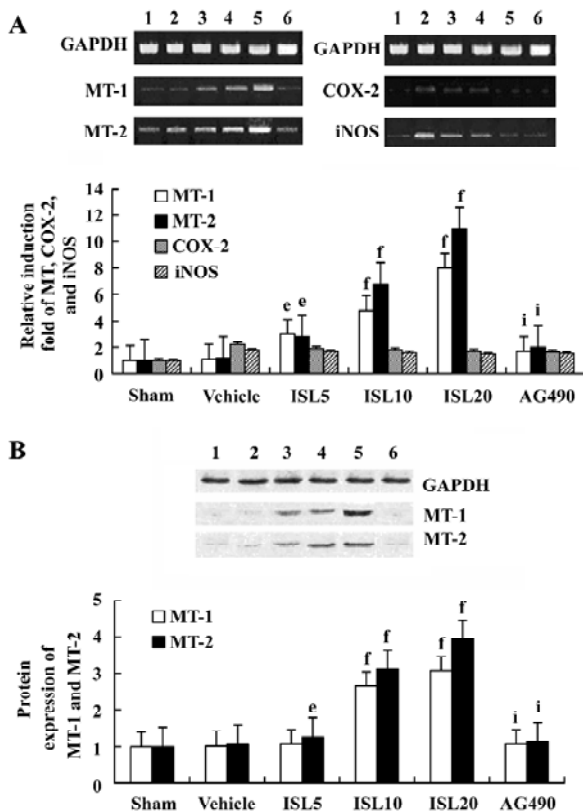 A
1 2 3 4 5 6
GAPDH
MT-1
MT-2
1 2 3 4 5 6
GAPDH
COX-2
iNOS
Relative induction
fold of MT, COX-2,
and iNOS
14
12
10
8
6
4
2
0
MT-1
MT-2
COX-2
iNOS
e e f f f f i i
Sham Vehicle ISL5 ISL10 ISL20 AG490
B
1 2 3 4 5 6
GAPDH
MT-1
MT-2
Protein
expression of
MT-1 and MT-2
5
4
3
2
1
0
MT-1
MT-2
e f f f f i i
Sham Vehicle ISL5 ISL10 ISL20 AG490